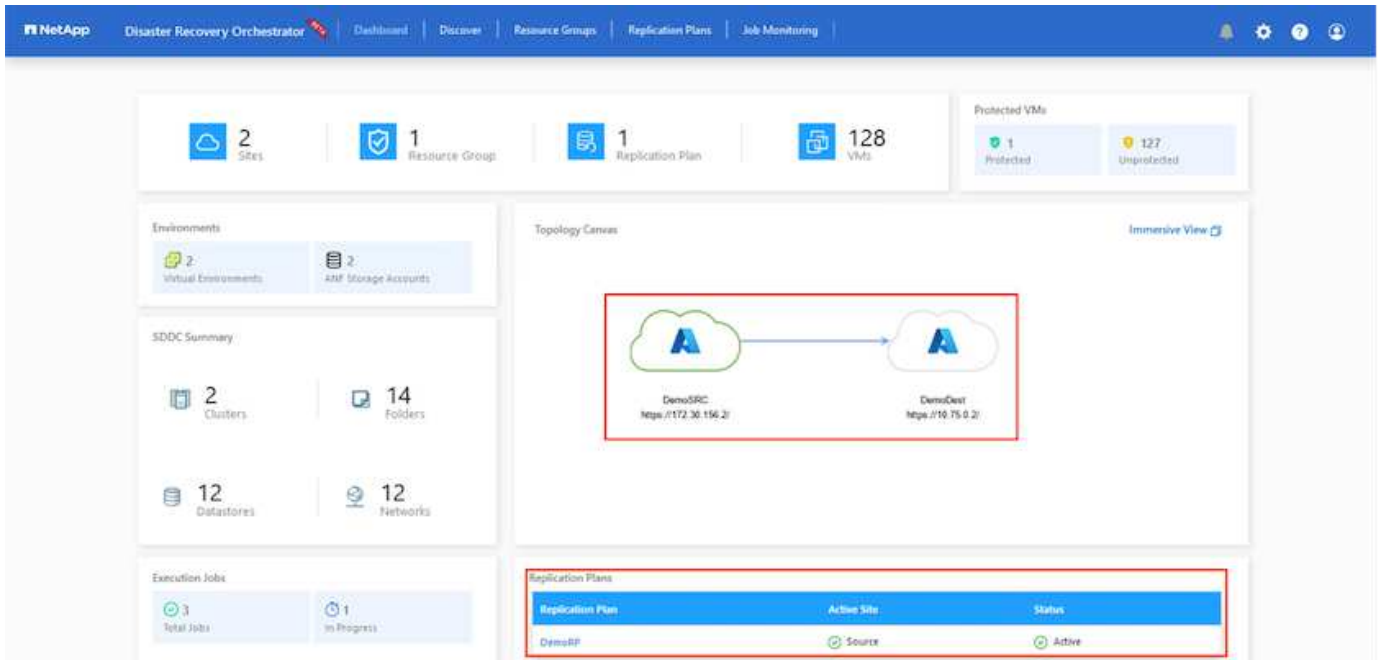 NetApp
Disaster Recovery Orchestrator
Dashboard
Discover
Resource Groups
Replication Plans
Job Monitoring
2
Sites
1
Resource Group
1
Replication Plan
128
VMs
Protected VMs
1
Protected
127
Unprotected
Environments
2
Virtual Environments
2
ANF Storage Accounts
Topology Canvas
Immersive View
DemoSRC
https://172.30.156.2/
DemoDest
https://10.75.0.2/
SDDC Summary
2
Clusters
14
Folders
12
Datastores
12
Networks
Execution Jobs
3
Total Jobs
1
In Progress
Replication Plans
Replication Plan Active Site Status
DemoRP Source Active